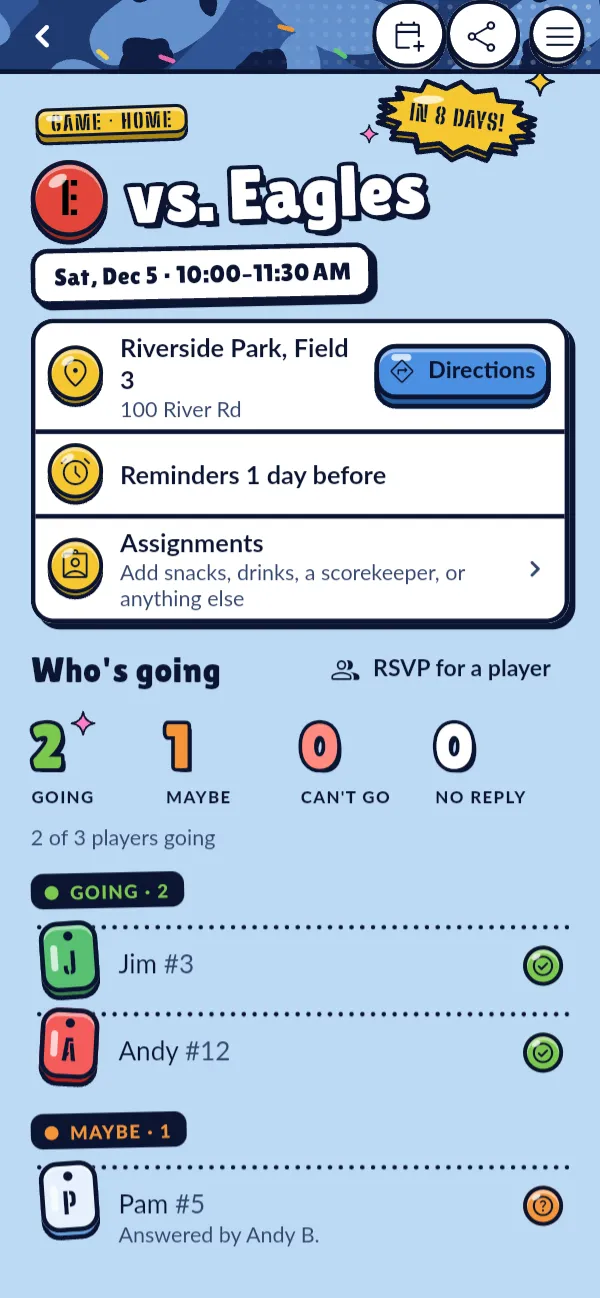 GAME · HOME
IN 8 DAYS!
E
vs. Eagles
Sat, Dec 5 · 10:00–11:30 AM
Riverside Park, Field
3
100 River Rd
Directions
Reminders 1 day before
Assignments
Add snacks, drinks, a scorekeeper, or
anything else
Who's going
RSVP for a player
2 1 0 0
GOING MAYBE CAN'T GO NO REPLY
2 of 3 players going
GOING · 2
J
Jim #3
A
Andy #12
MAYBE · 1
P
Pam #5
?
Answered by Andy B.